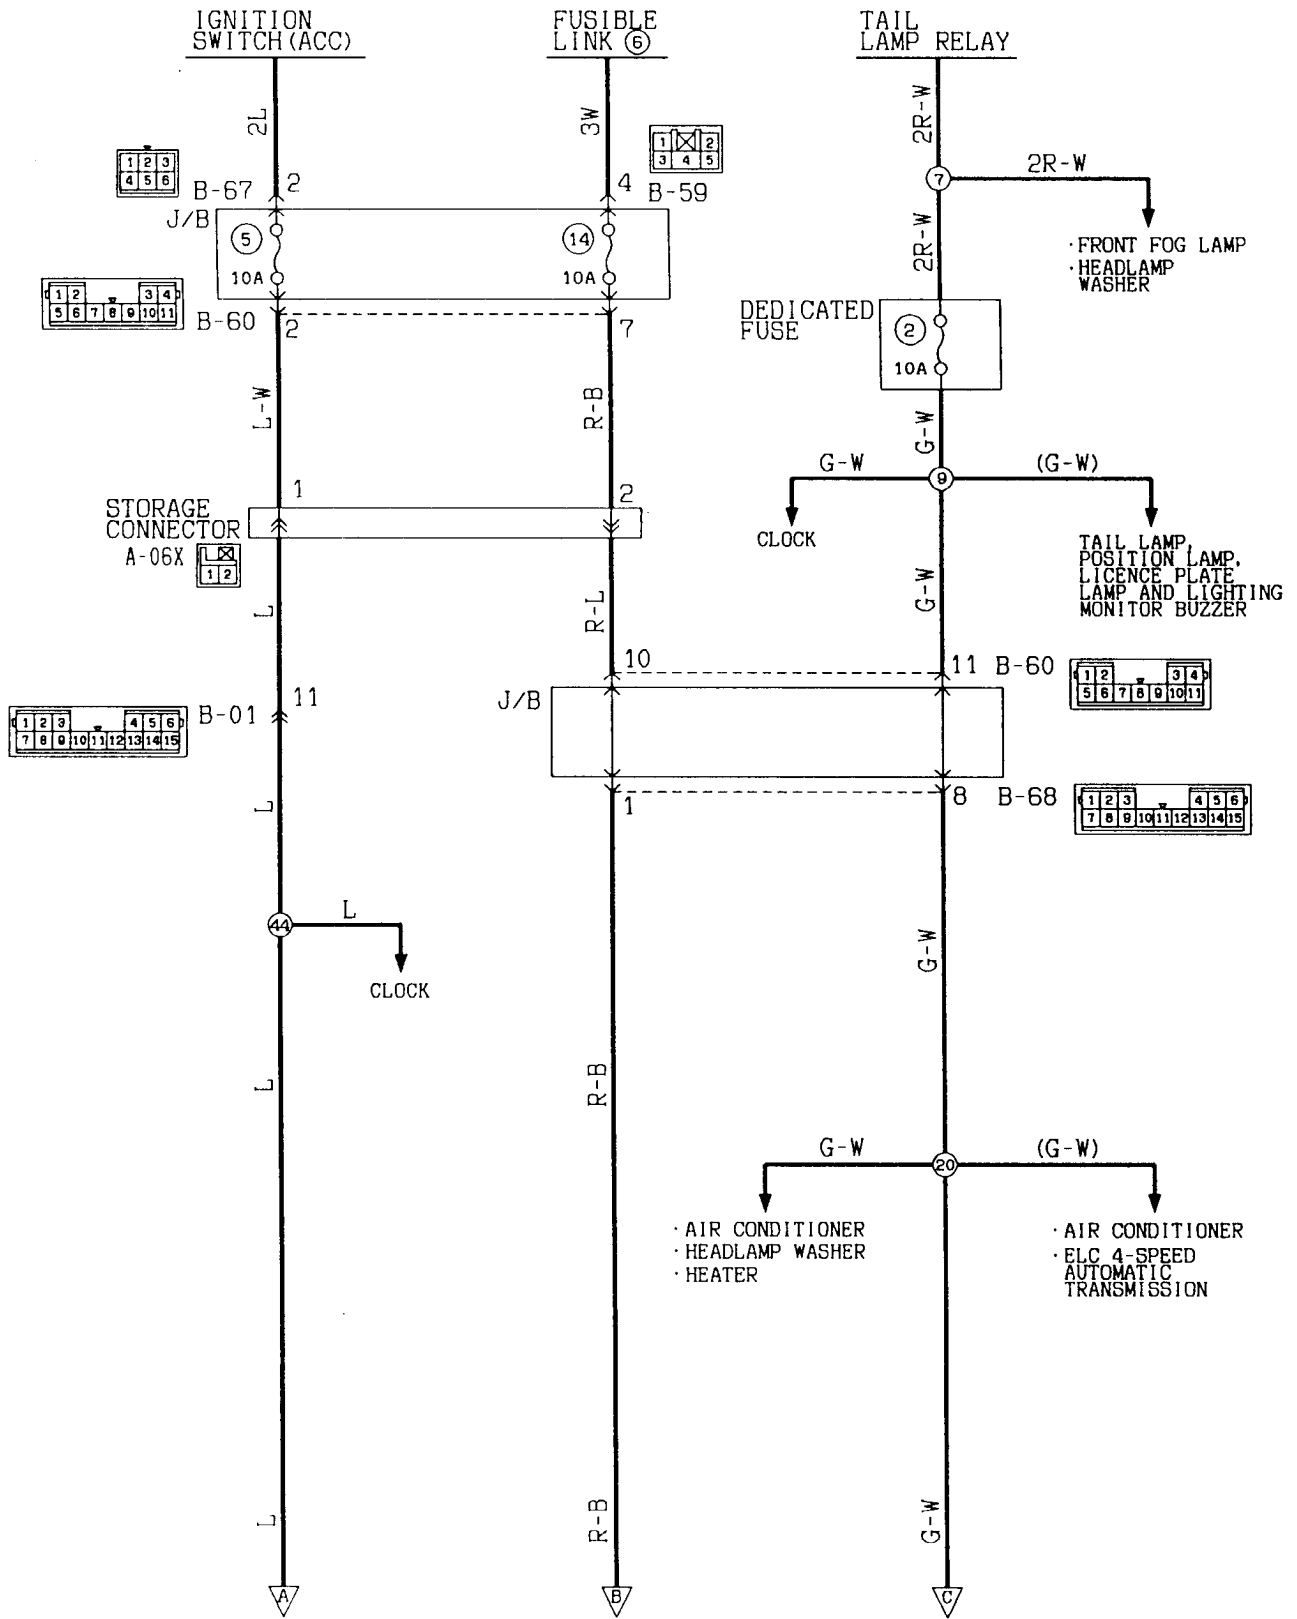 IGNITION
SWITCH(ACC)
FUSIBLE
LINK ⑥
TAIL
LAMP RELAY
2L
3W
2R-W
1 2 3
4 5 6
B-67
2
4
B-59
1 2
3 4 5
7
2R-W
J/B
5
10A
14
10A
2R-W
·FRONT FOG LAMP
·HEADLAMP
WASHER
1 2 3 4
5 6 7 8 9 10 11
B-60
2
7
DEDICATED
FUSE
2
10A
L-W
R-B
G-W
G-W
9
(G-W)
1
2
STORAGE
CONNECTOR
A-06X
1 2
CLOCK
TAIL LAMP,
POSITION LAMP,
LICENCE PLATE
LAMP AND LIGHTING
MONITOR BUZZER
L
R-L
G-W
10
11
B-60
1 2 3 4
5 6 7 8 9 10 11
J/B
11
B-01
1 2 3 4 5 6
7 8 9 10 11 12 13 14 15
L
1
8
B-68
1 2 3 4 5 6
7 8 9 10 11 12 13 14 15
44
L
CLOCK
G-W
L
R-B
G-W
20
(G-W)
·AIR CONDITIONER
·HEADLAMP WASHER
·HEATER
·AIR CONDITIONER
·ELC 4-SPEED
AUTOMATIC
TRANSMISSION
L
R-B
G-W
A
B
C